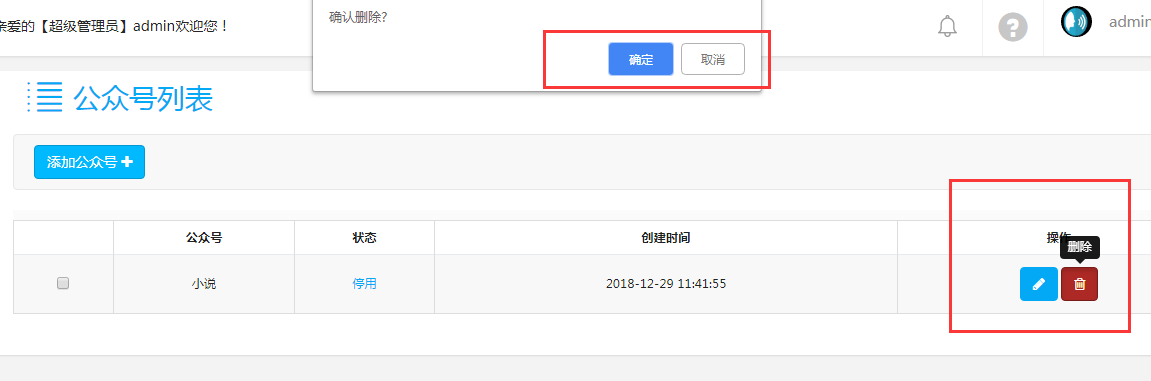 确认删除?
亲爱的【超级管理员】admin欢迎您！
确定 取消
?
admin
公众号列表
添加公众号
公众号 状态 创建时间 操作
删除
小说 停用 2018-12-29 11:41:55